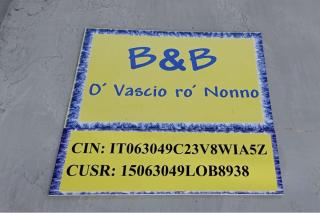 B&B
O´ Vascio ro´ Nonno
CIN: IT063049C23V8WIA5Z
CUSR: 15063049LOB8938